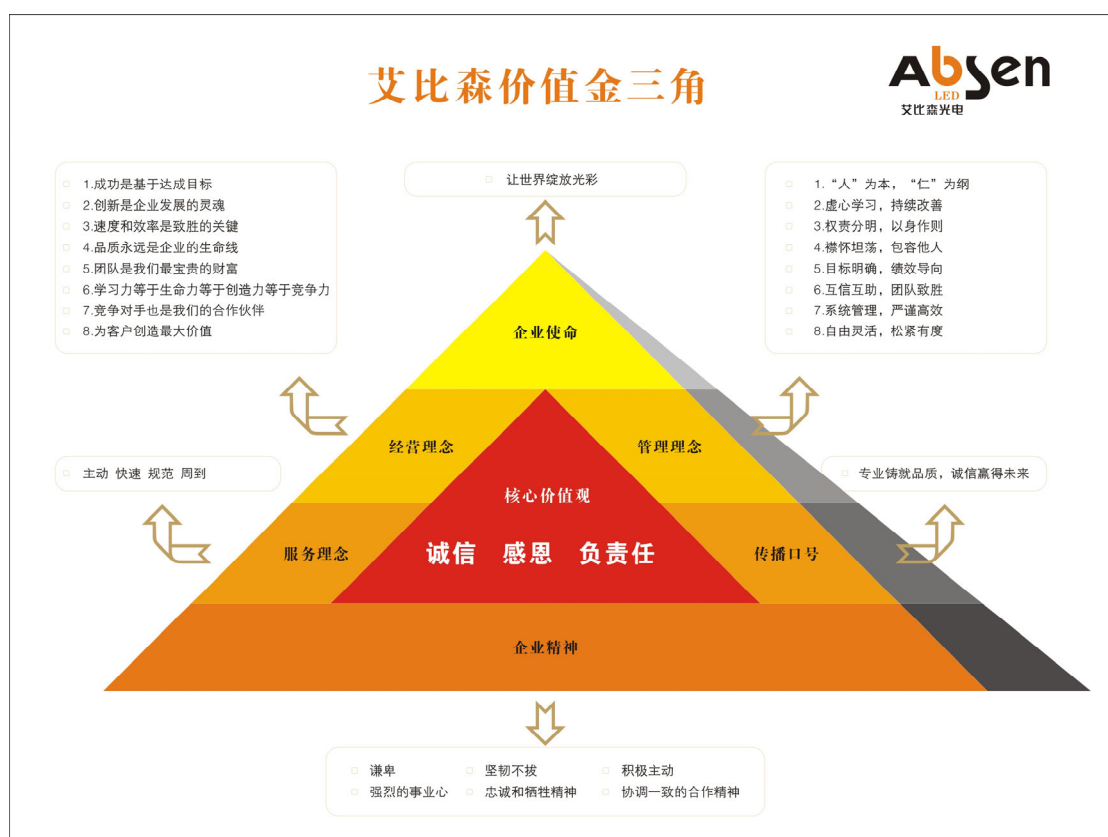 艾比森价值金三角
Absen
LED
艾比森光电
让世界绽放光彩
1.成功是基于达成目标
2.创新是企业发展的灵魂
3.速度和效率是致胜的关键
4.品质永远是企业的生命线
5.团队是我们最宝贵的财富
6.学习力等于生命力等于创造力等于竞争力
7.竞争对手也是我们的合作伙伴
8.为客户创造最大价值
1.“人”为本，“仁”为纲
2.虚心学习，持续改善
3.权责分明，以身作则
4.襟怀坦荡，包容他人
5.目标明确，绩效导向
6.互信互助，团队致胜
7.系统管理，严谨高效
8.自由灵活，松紧有度
企业使命
经营理念
管理理念
主动 快速 规范 周到
专业铸就品质，诚信赢得未来
核心价值观
服务理念
诚信 感恩 负责任
传播口号
企业精神
谦卑 坚韧不拔 积极主动
强烈的事业心 忠诚和牺牲精神 协调一致的合作精神